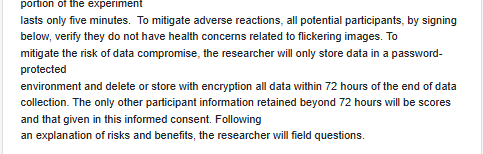 portion of the experiment
lasts only five minutes.  To mitigate adverse reactions, all potential participants, by signing
below, verify they do not have health concerns related to flickering images. To
mitigate the risk of data compromise, the researcher will only store data in a password-
protected
environment and delete or store with encryption all data within 72 hours of the end of data
collection. The only other participant information retained beyond 72 hours will be scores
and that given in this informed consent. Following
an explanation of risks and benefits, the researcher will field questions.